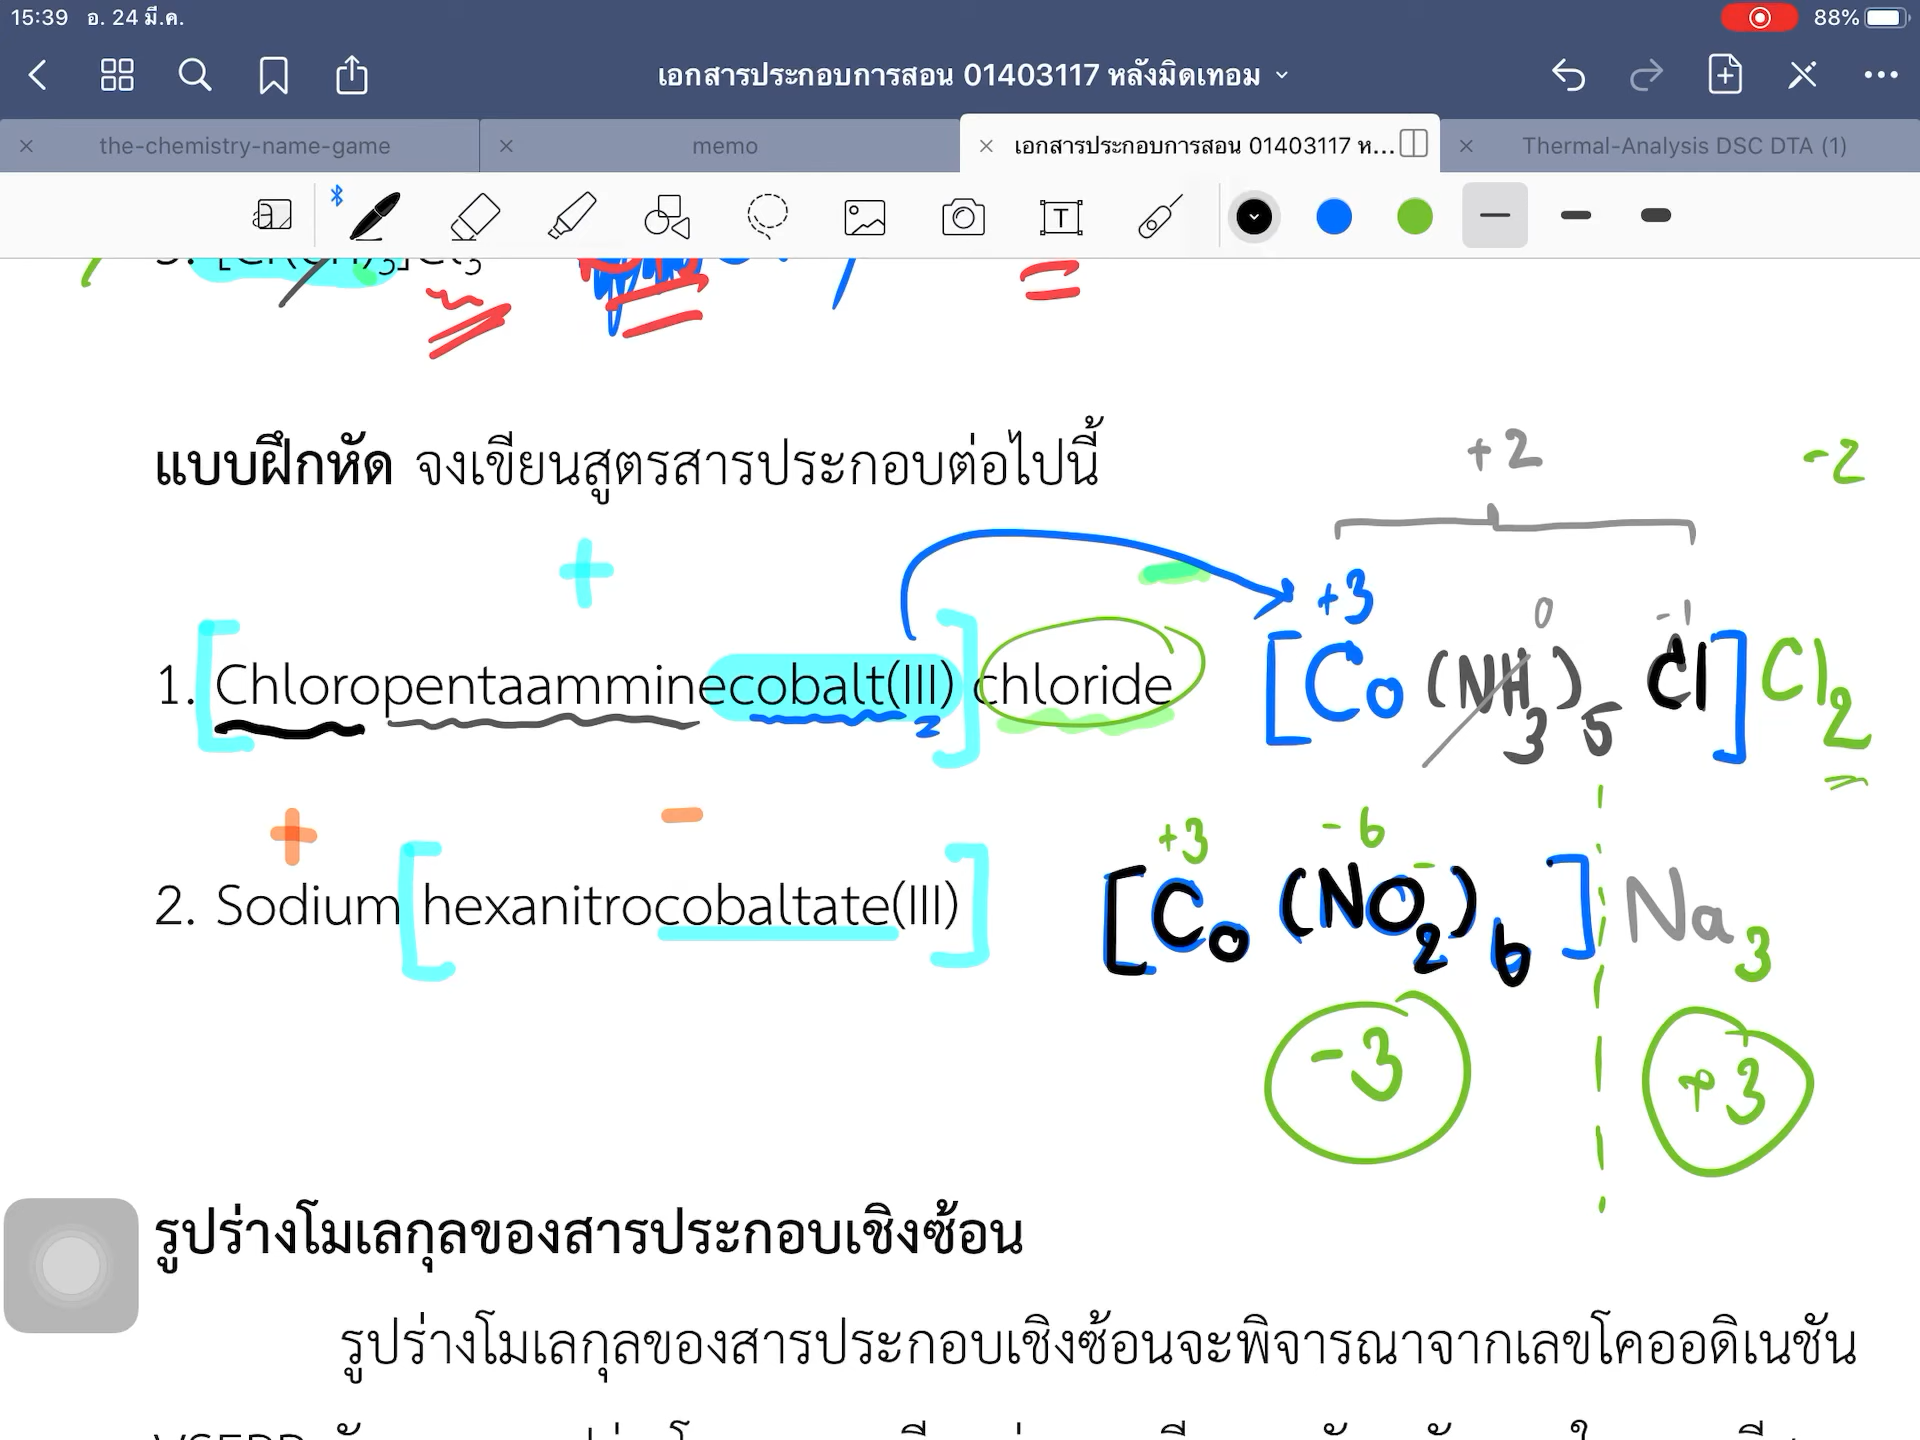 15:39 อ. 24 มี.ค. 88%
เอกสารประกอบการสอน 01403117 หลังมิดเทอม
the-chemistry-name-game memo เอกสารประกอบการสอน 01403117 ห... Thermal-Analysis DSC DTA (1)
แบบฝึกหัด จงเขียนสูตรสารประกอบต่อไปนี้
+2 -2
+ - +3 0 -1
1. [Chloropentaamminecobalt(III)] chloride [Co (NH3)5 Cl] Cl2
+ - +3 -6 -
2. Sodium [hexanitrocobaltate(III)] [Co (NO2)6] Na3
-3 +3
รูปร่างโมเลกุลของสารประกอบเชิงซ้อน
รูปร่างโมเลกุลของสารประกอบเชิงซ้อนจะพิจารณาจากเลขโคออดิเนชัน